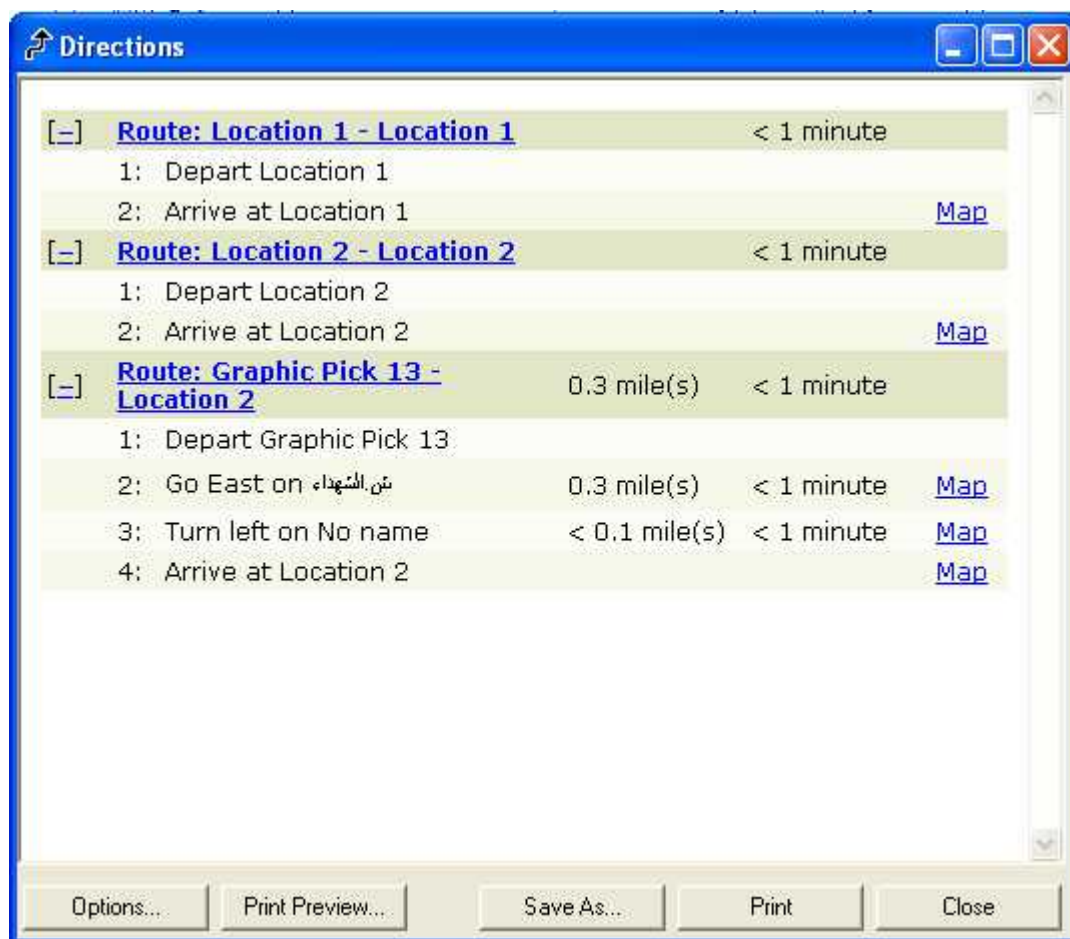 Directions
[–] Route: Location 1 - Location 1 < 1 minute
1: Depart Location 1
2: Arrive at Location 1 Map
[–] Route: Location 2 - Location 2 < 1 minute
1: Depart Location 2
2: Arrive at Location 2 Map
[–] Route: Graphic Pick 13 -
Location 2 0.3 mile(s) < 1 minute
1: Depart Graphic Pick 13
2: Go East on ش.الشهداء 0.3 mile(s) < 1 minute Map
3: Turn left on No name < 0.1 mile(s) < 1 minute Map
4: Arrive at Location 2 Map
Options... Print Preview... Save As... Print Close